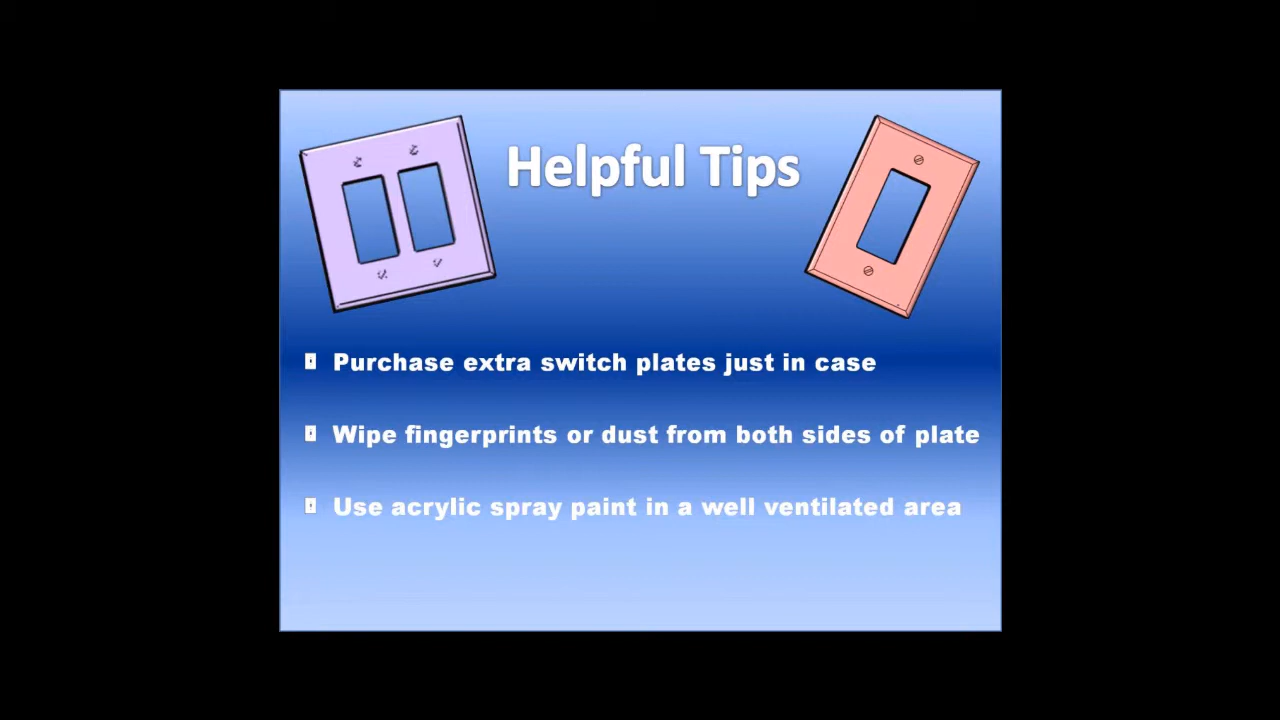 Helpful Tips
Purchase extra switch plates just in case
Wipe fingerprints or dust from both sides of plate
Use acrylic spray paint in a well ventilated area